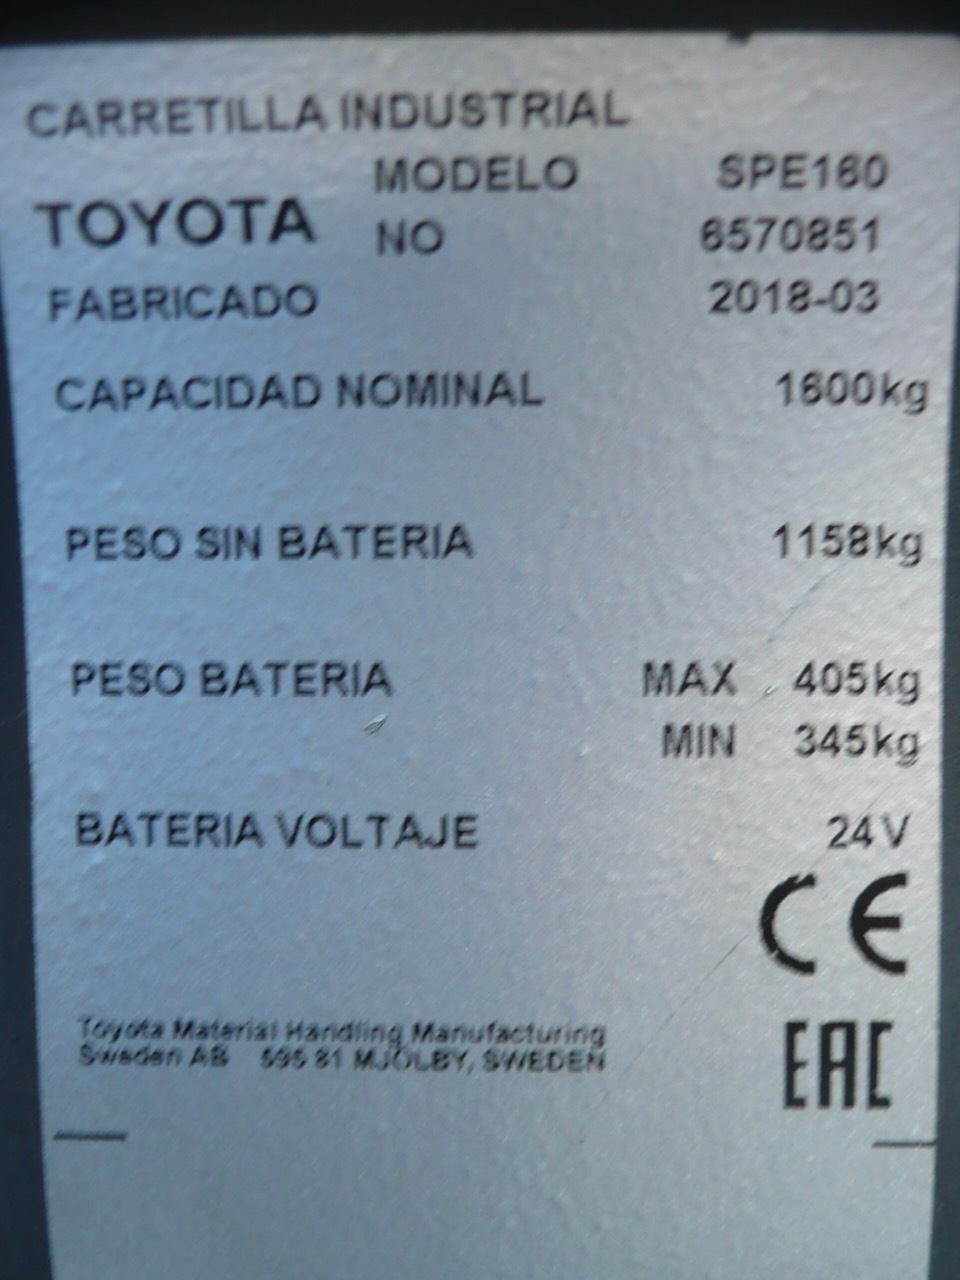 CARRETILLA INDUSTRIAL
MODELO SPE160
TOYOTA NO 6570851
FABRICADO 2018-03
CAPACIDAD NOMINAL 1600kg
PESO SIN BATERIA 1158kg
PESO BATERIA MAX 405kg
MIN 345kg
BATERIA VOLTAJE 24V
CE
Toyota Material Handling Manufacturing
Sweden AB 595 81 MJÖLBY, SWEDEN
EAC